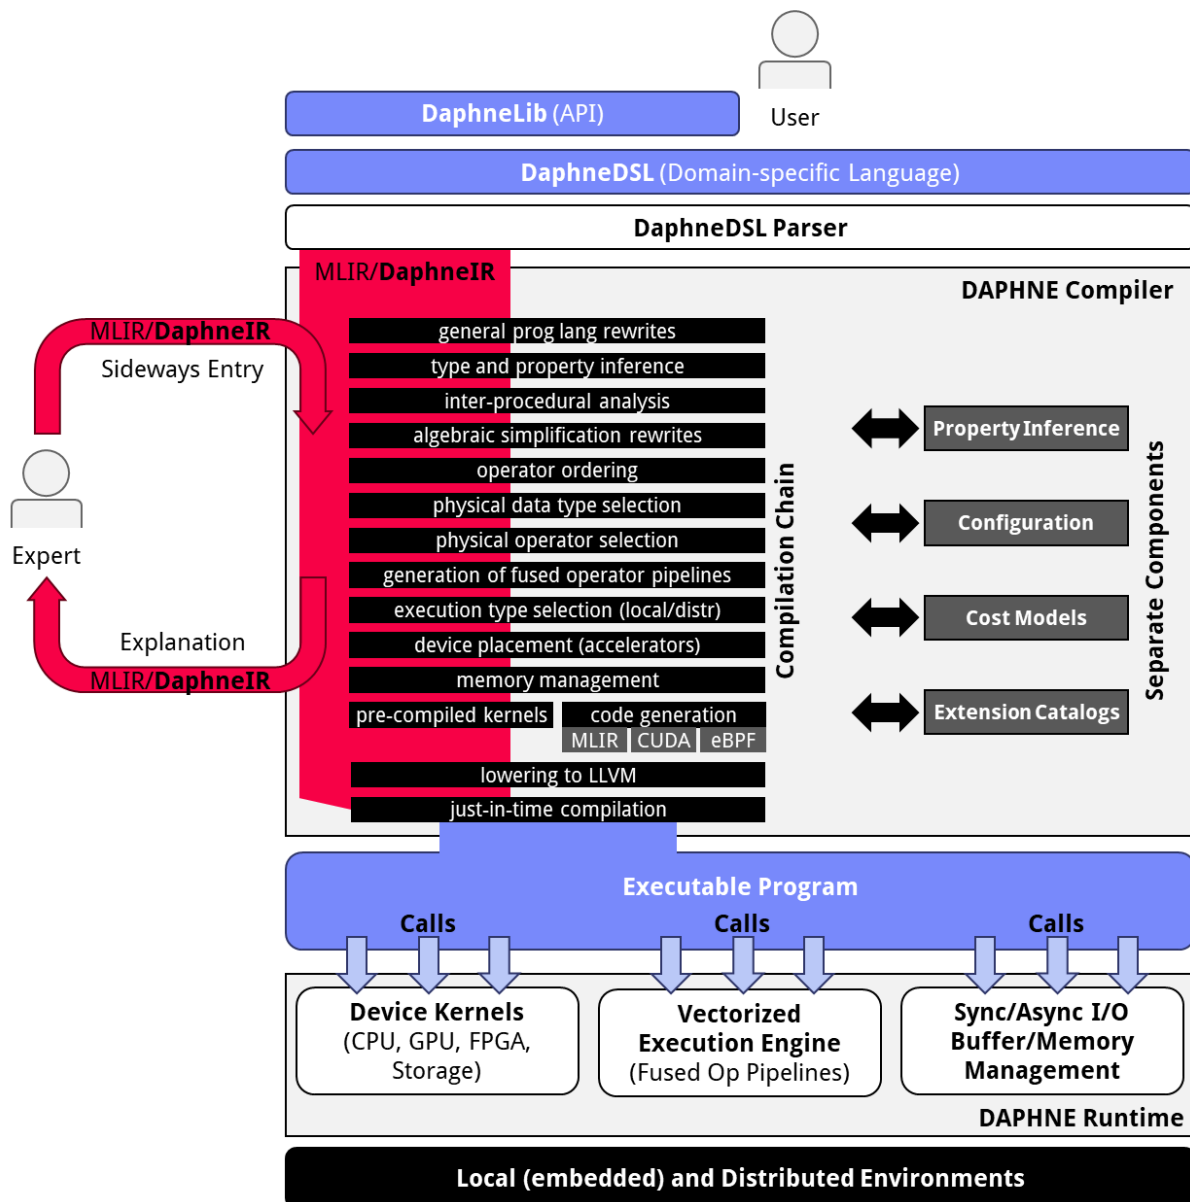 User
DaphneLib (API)
DaphneDSL (Domain-specific Language)
DaphneDSL Parser
MLIR/DaphneIR
DAPHNE Compiler
MLIR/DaphneIR
Sideways Entry
Expert
Explanation
MLIR/DaphneIR
general prog lang rewrites
type and property inference
inter-procedural analysis
algebraic simplification rewrites
operator ordering
physical data type selection
physical operator selection
generation of fused operator pipelines
execution type selection (local/distr)
device placement (accelerators)
memory management
pre-compiled kernels
code generation
MLIR CUDA eBPF
lowering to LLVM
just-in-time compilation
Compilation Chain
Property Inference
Configuration
Cost Models
Extension Catalogs
Separate Components
Executable Program
Calls
Calls
Calls
Device Kernels
(CPU, GPU, FPGA,
Storage)
Vectorized
Execution Engine
(Fused Op Pipelines)
Sync/Async I/O
Buffer/Memory
Management
DAPHNE Runtime
Local (embedded) and Distributed Environments